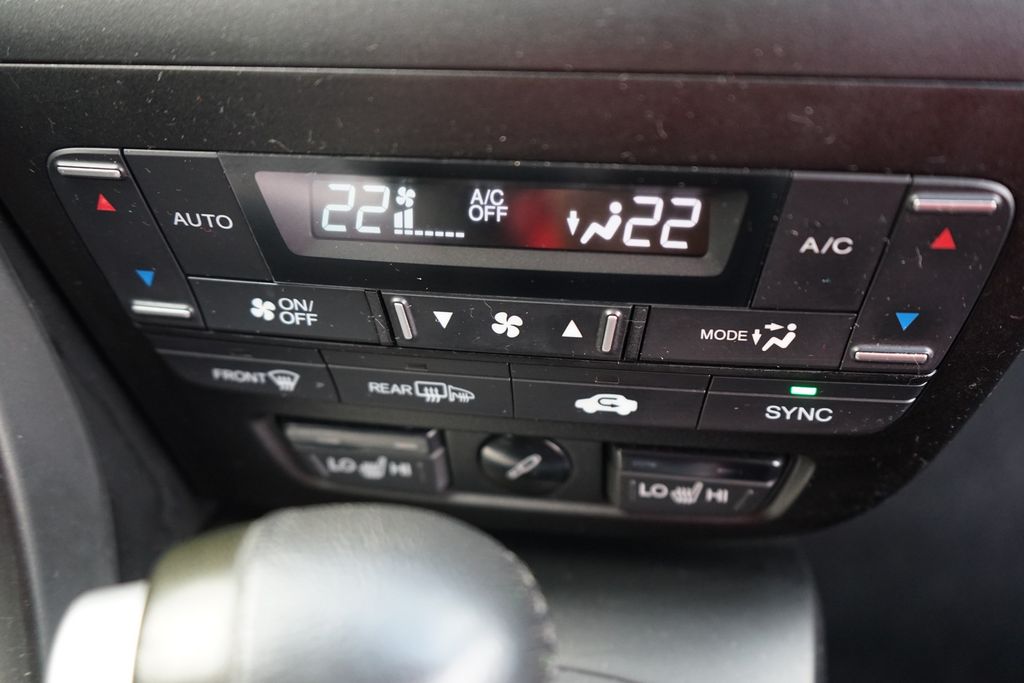 22 A/C OFF 22
AUTO
A/C
ON/OFF
MODE
FRONT
REAR
SYNC
LO HI
LO HI